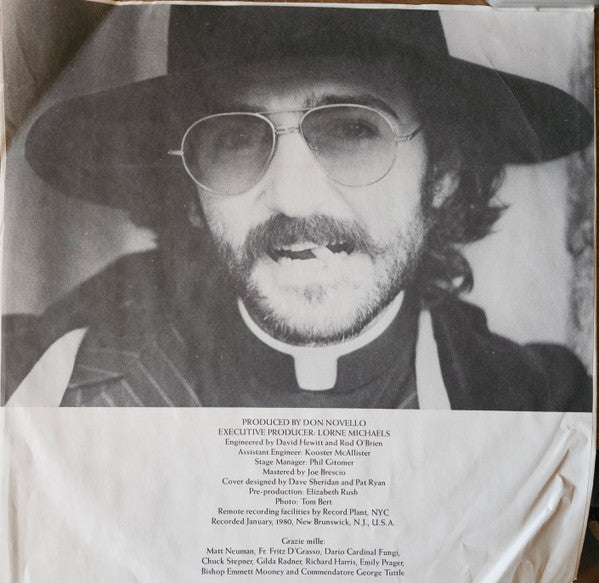 PRODUCED BY DON NOVELLO
EXECUTIVE PRODUCER: LORNE MICHAELS
Engineered by David Hewitt and Rod O'Brien
Assistant Engineer: Kooster McAllister
Stage Manager: Phil Gitomer
Mastered by Joe Brescio
Cover designed by Dave Sheridan and Pat Ryan
Pre-production: Elizabeth Rush
Photo: Tom Bert
Remote recording facilities by Record Plant, NYC
Recorded January, 1980, New Brunswick, N.J., U.S.A.
Grazie mille:
Matt Neuman, Fr. Fritz D'Grasso, Dario Cardinal Fungi,
Chuck Stepner, Gilda Radner, Richard Harris, Emily Prager,
Bishop Emmett Mooney and Commendatore George Tuttle